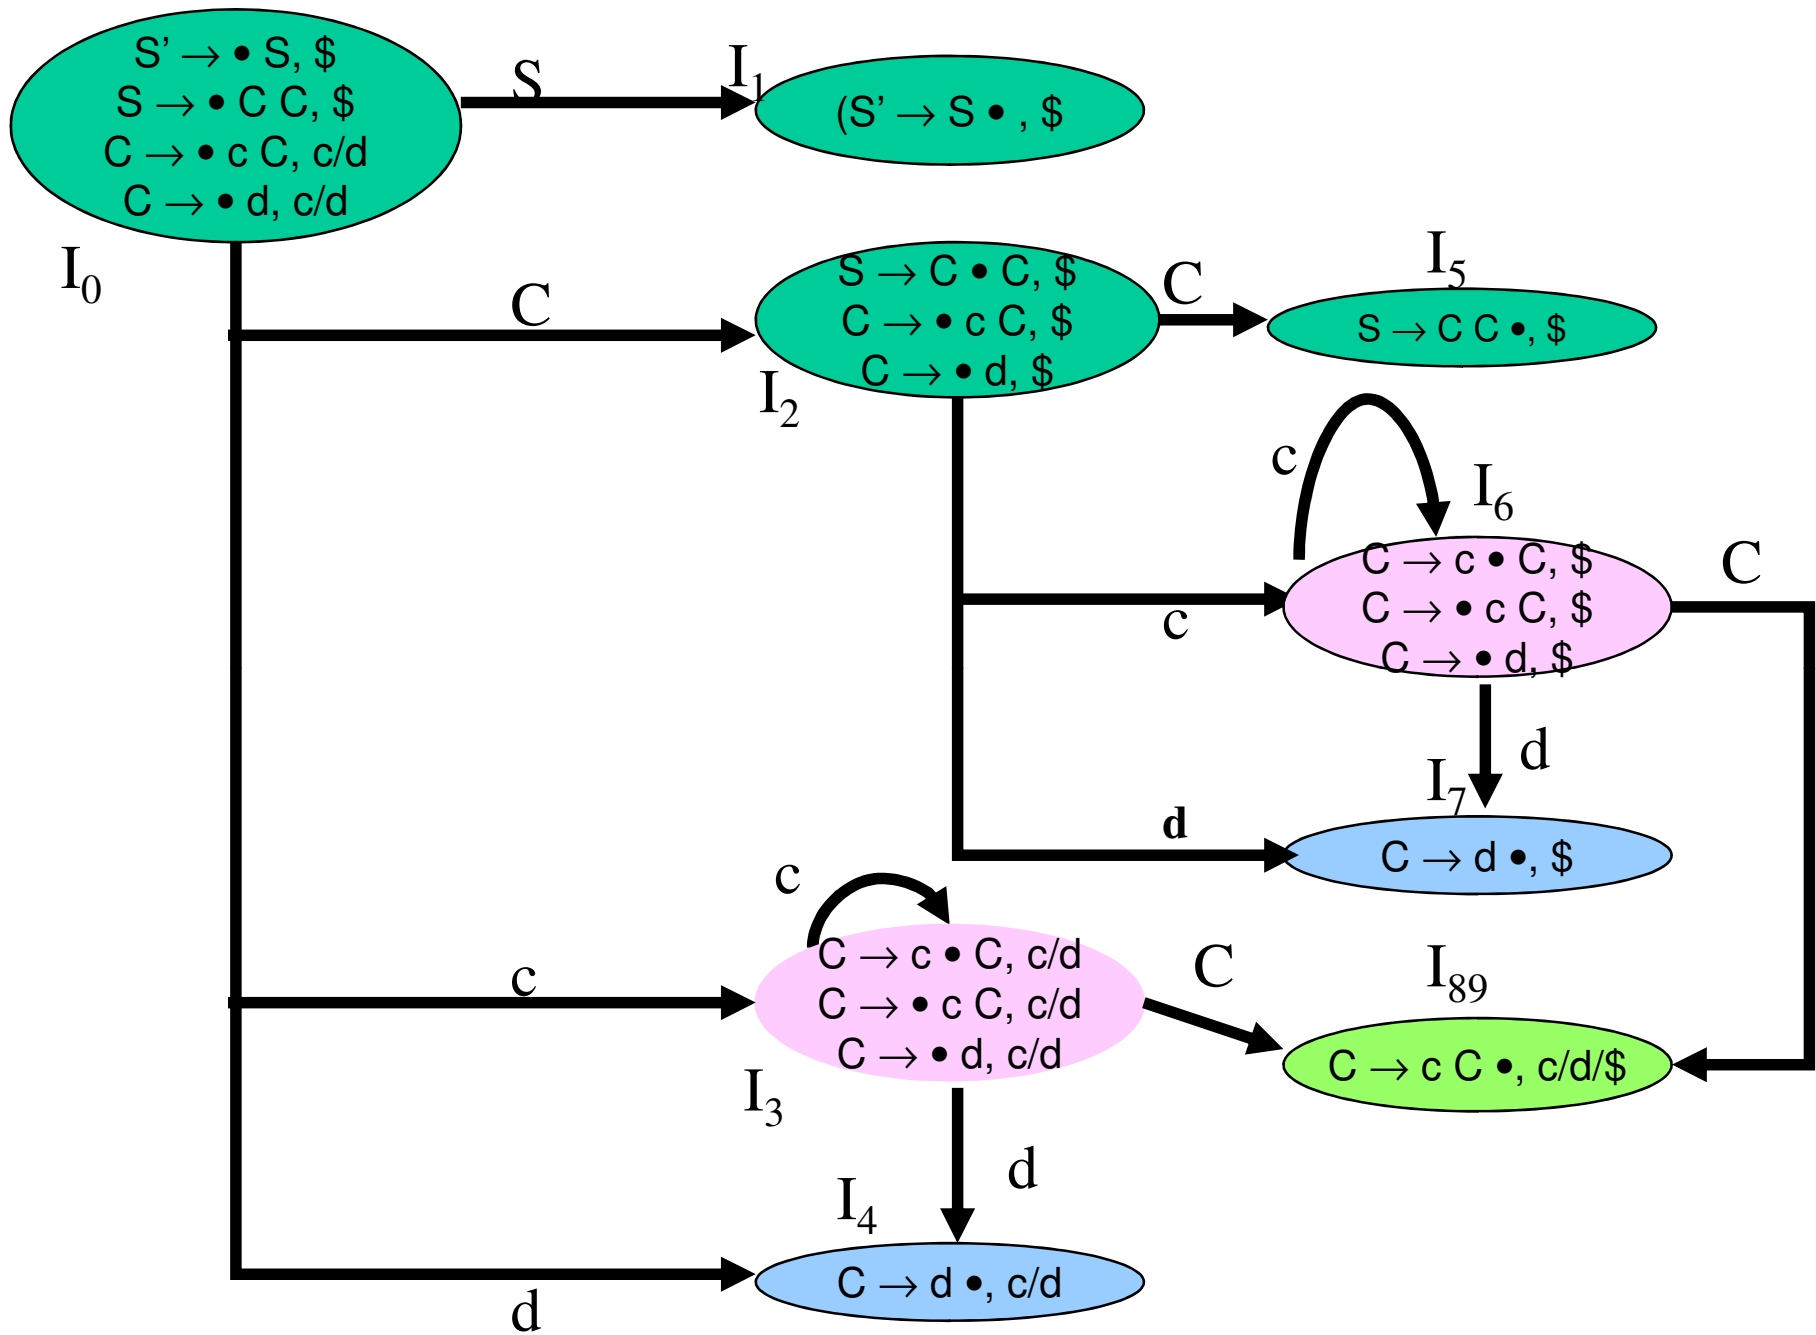 S’ → • S, $
S → • C C, $
C → • c C, c/d
C → • d, c/d
I0
S
I1
(S’ → S • , $
C
S → C • C, $
C → • c C, $
C → • d, $
I2
C
I5
S → C C •, $
c
I6
C → c • C, $
C → • c C, $
C → • d, $
C
c
d
I7
d
C → d •, $
c
c
C → c • C, c/d
C → • c C, c/d
C → • d, c/d
I3
C
I89
C → c C •, c/d/$
d
I4
C → d •, c/d
d